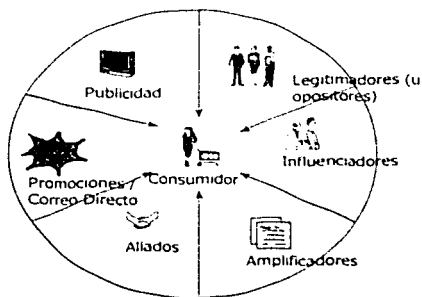 Publicidad
Legitimadores (u
opositores)
Influenciadores
Promociones /
Correo Directo
Consumidor
Aliados
Amplificadores